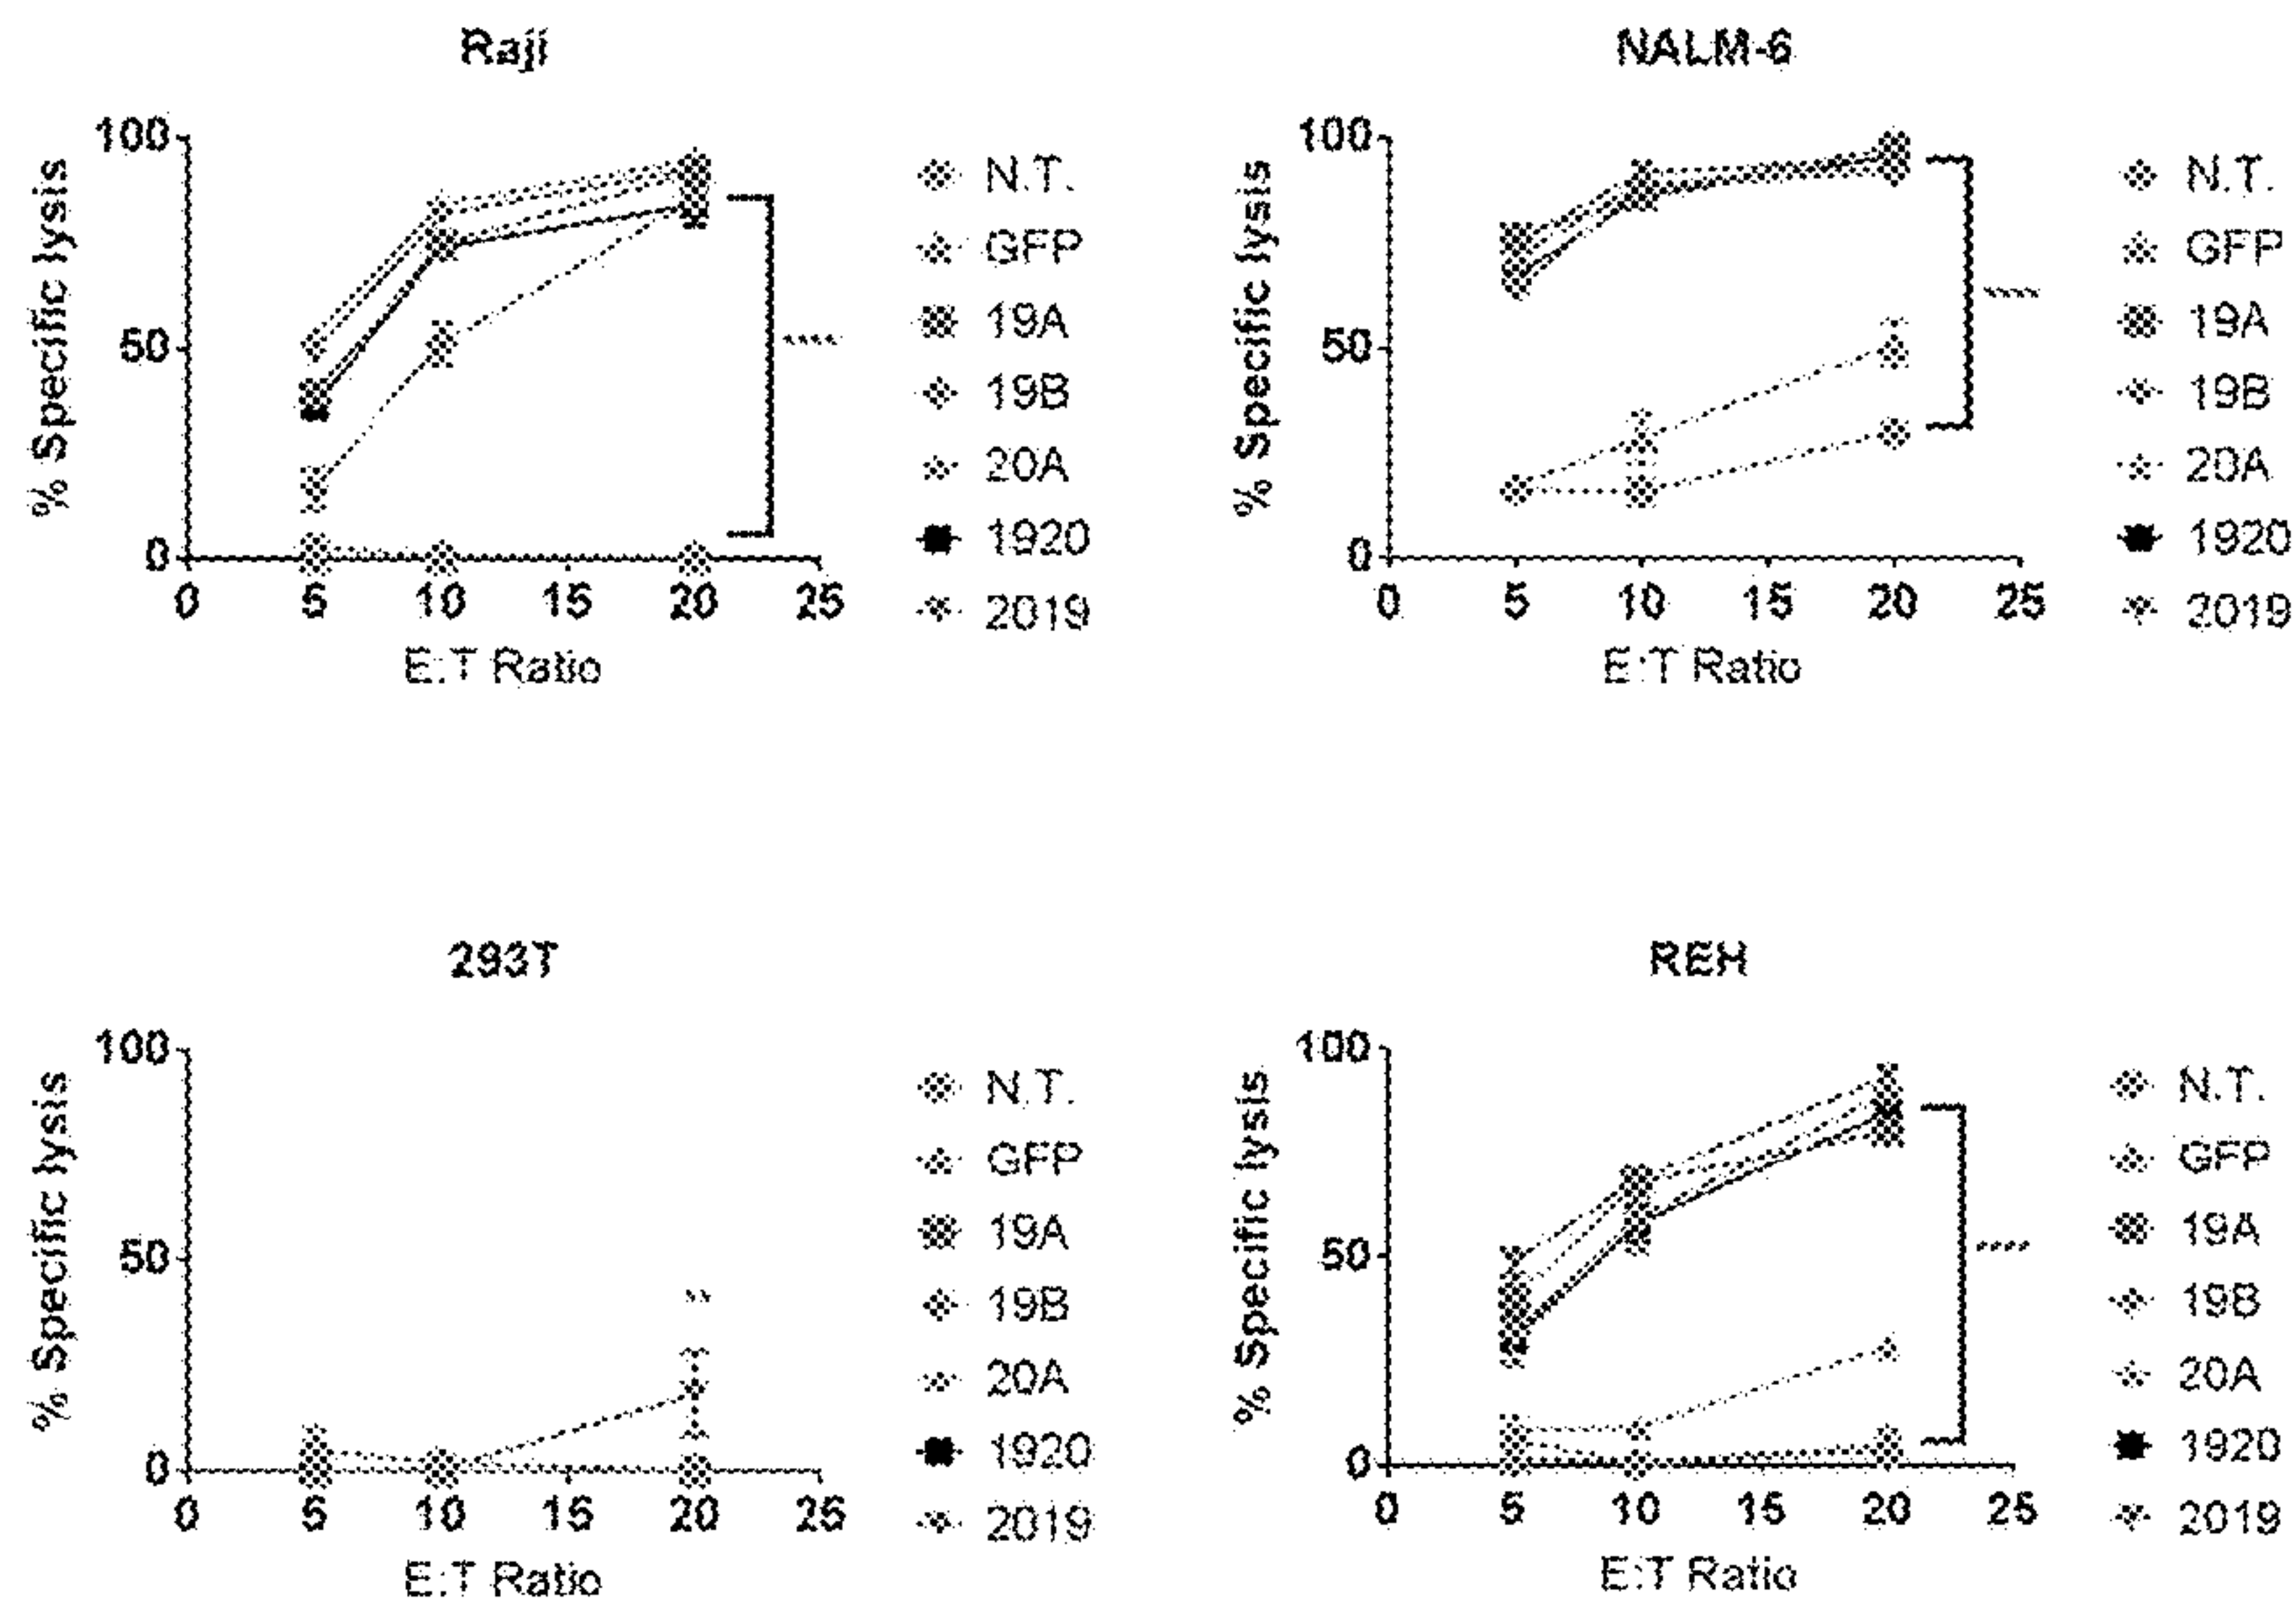 Raji
% Specific lysis
100
50
0
0 5 10 15 20 25
E:T Ratio
N.T.
GFP
19A
19B
20A
1920
2019
NALM-6
% Specific lysis
100
50
0
0 5 10 15 20 25
E:T Ratio
N.T.
GFP
19A
19B
20A
1920
2019
293T
% Specific lysis
100
50
0
0 5 10 15 20 25
E:T Ratio
N.T.
GFP
19A
19B
20A
1920
2019
REH
% Specific lysis
100
50
0
0 5 10 15 20 25
E:T Ratio
N.T.
GFP
19A
19B
20A
1920
2019